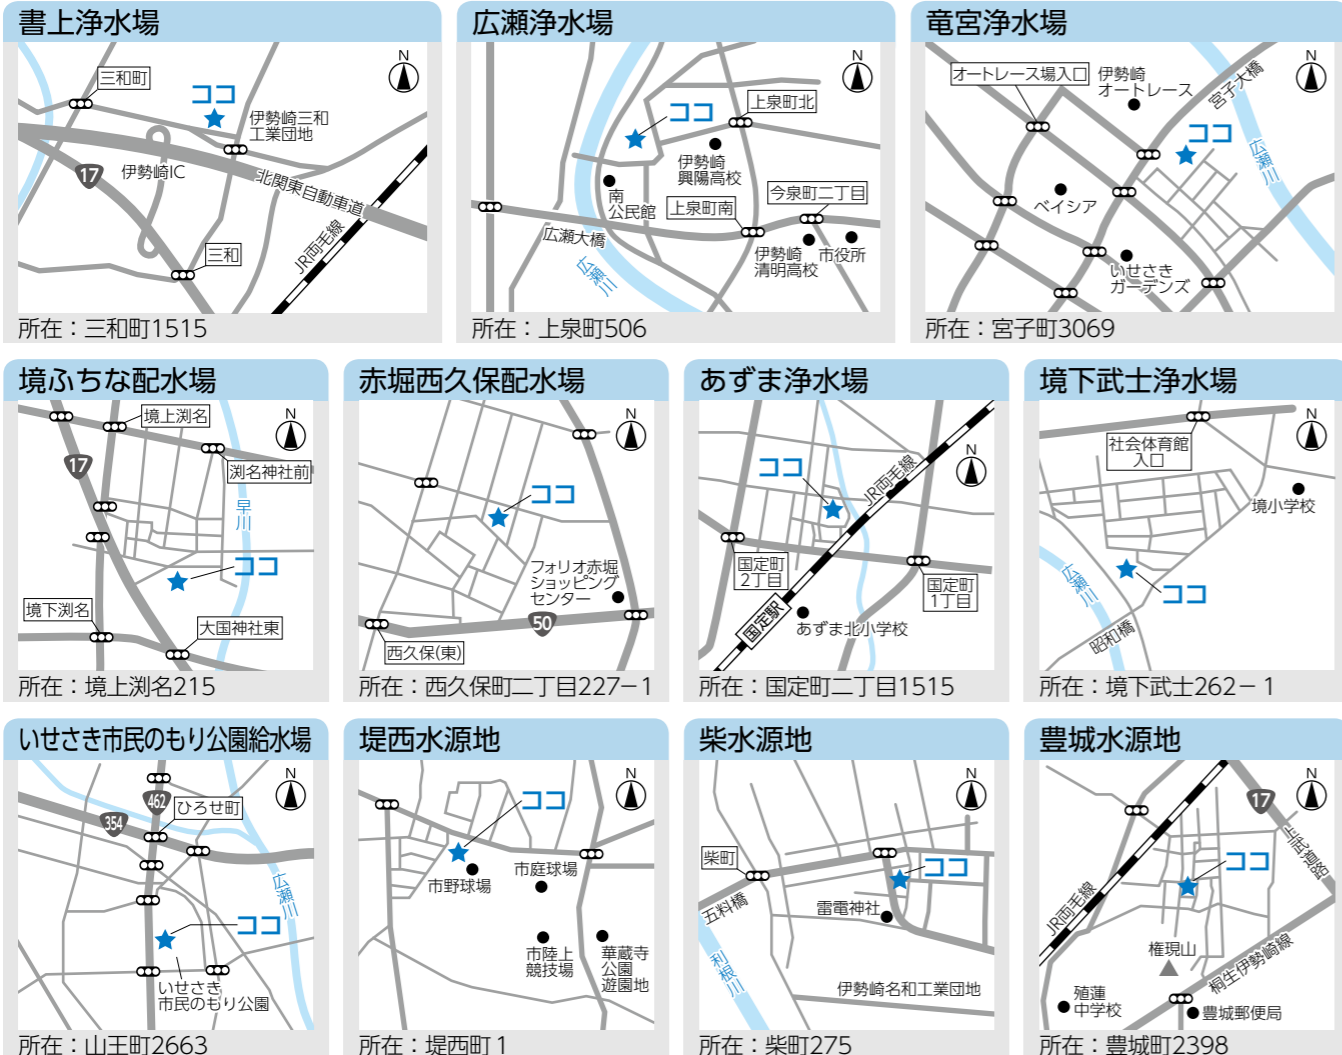 書上浄水場
N
三和町
ココ
伊勢崎三和
工業団地
17
伊勢崎IC
北関東自動車道
三和
JR両毛線
所在：三和町1515
広瀬浄水場
N
ココ
上泉町北
伊勢崎
興陽高校
南
公民館
上泉町南
今泉町二丁目
広瀬大橋
伊勢崎
清明高校
市役所
広瀬川
所在：上泉町506
竜宮浄水場
N
オートレース場入口
伊勢崎
オートレース
宮子大橋
ココ
広瀬川
ベイシア
いせさき
ガーデンズ
所在：宮子町3069
境ふちな配水場
N
境上渕名
17
渕名神社前
早川
ココ
境下渕名
大国神社東
所在：境上渕名215
赤堀西久保配水場
N
ココ
フォリオ赤堀
ショッピング
センター
50
西久保(東)
所在：西久保町二丁目227－1
あずま浄水場
N
ココ
JR両毛線
国定町
2丁目
国定町
1丁目
国定駅
あずま北小学校
所在：国定町二丁目1515
境下武士浄水場
N
社会体育館
入口
境小学校
広瀬川
ココ
昭和橋
所在：境下武士262－1
いせさき市民のもり公園給水場
N
462
ひろせ町
354
広瀬川
ココ
いせさき
市民のもり公園
所在：山王町2663
堤西水源地
N
ココ
市野球場
市庭球場
市陸上
競技場
華蔵寺
公園
遊園地
所在：堤西町1
柴水源地
N
柴町
ココ
五料橋
雷電神社
利根川
伊勢崎名和工業団地
所在：柴町275
豊城水源地
N
17
上武道路
ココ
JR両毛線
権現山
桐生伊勢崎線
殖蓮
中学校
豊城郵便局
所在：豊城町2398